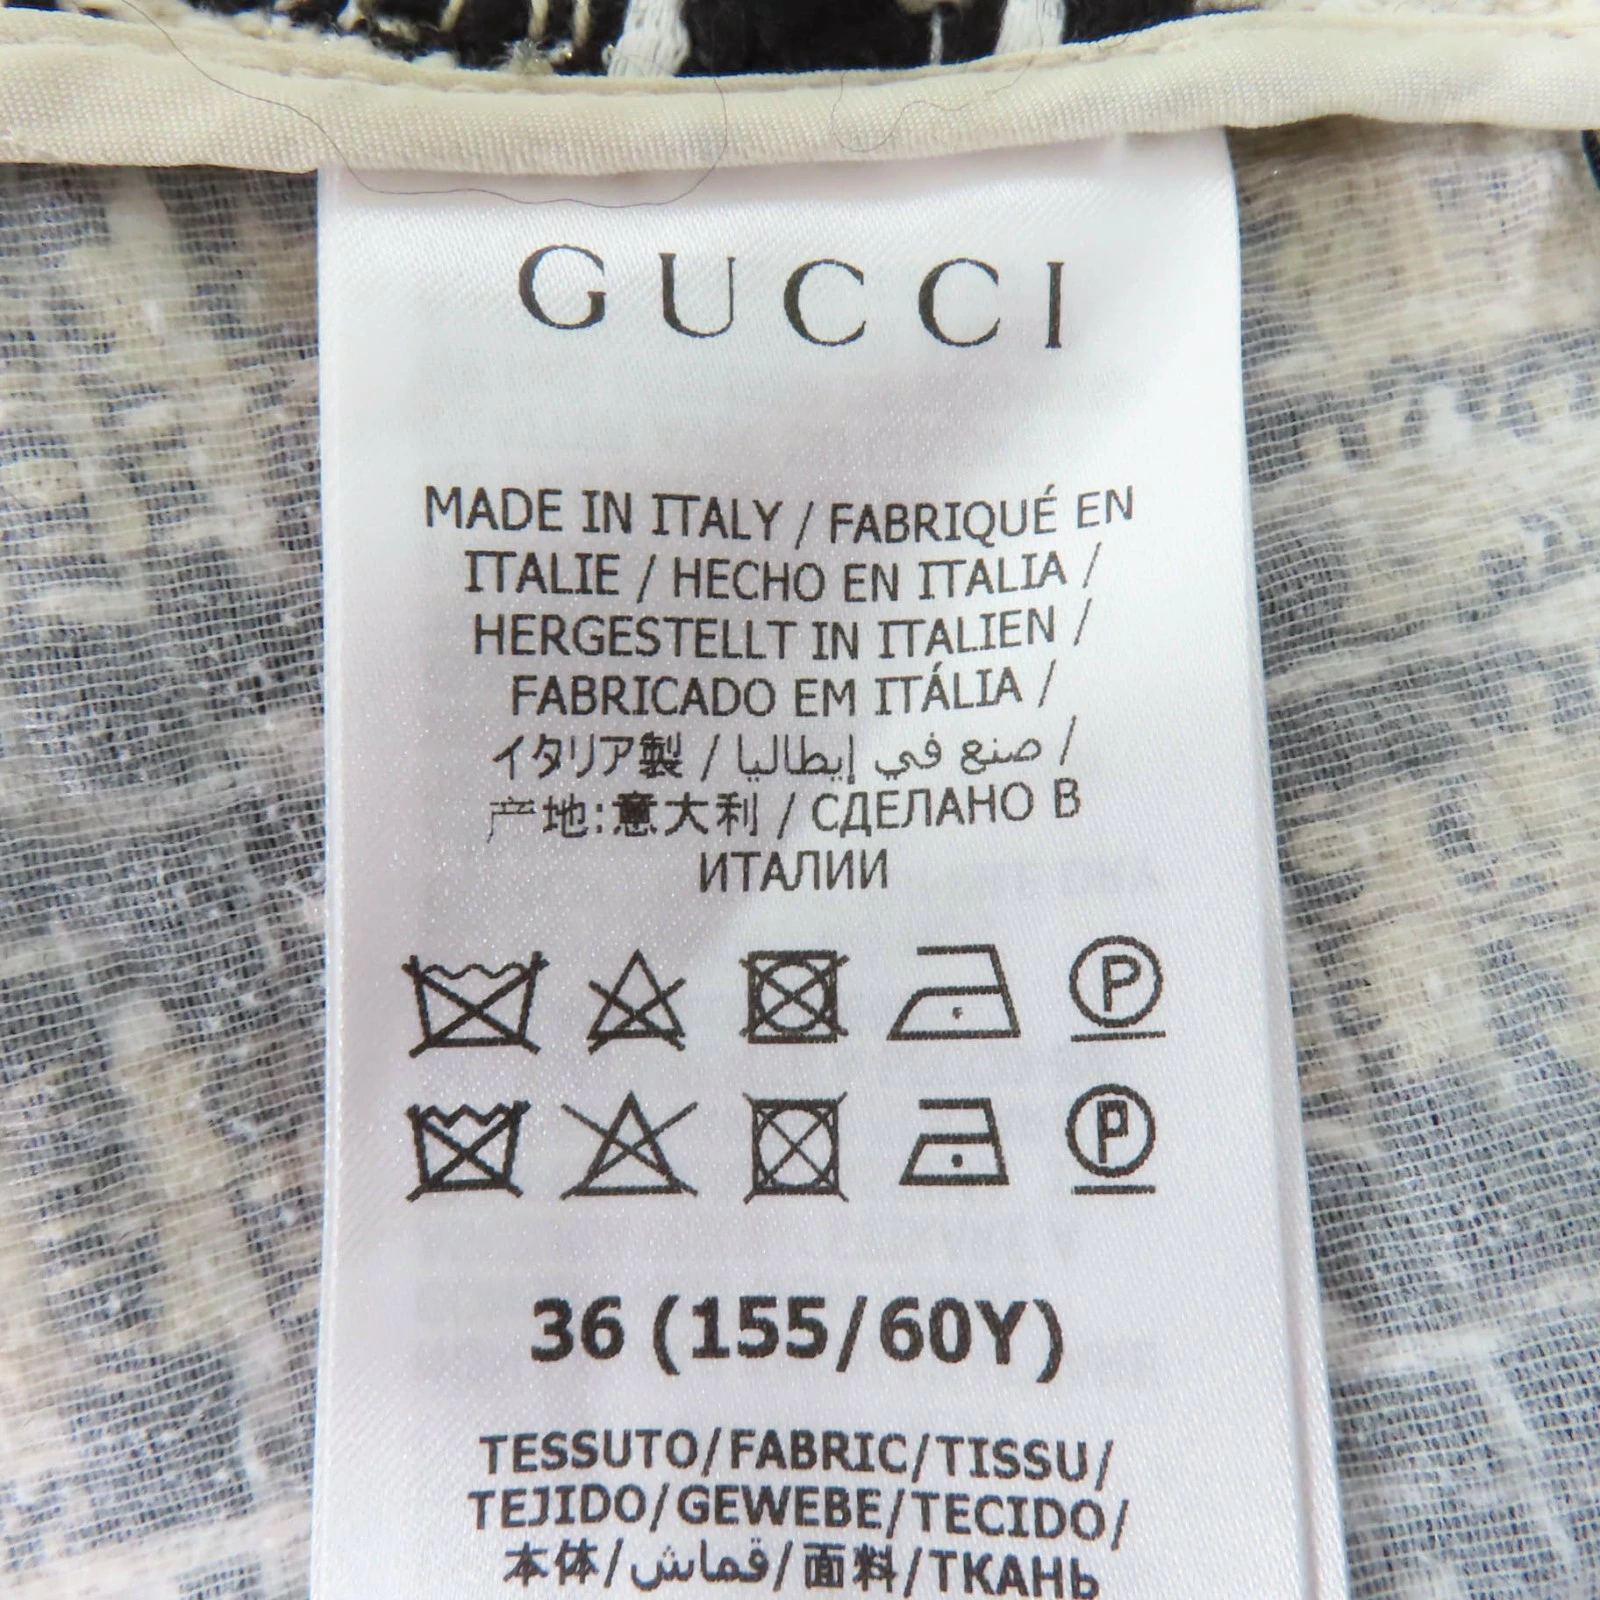 GUCCI
MADE IN ITALY / FABRIQUÉ EN
ITALIE / HECHO EN ITALIA /
HERGESTELLT IN ITALIEN /
FABRICADO EM ITÁLIA /
イタリア製 / صنع في إيطاليا /
产地:意大利 / СДЕЛАНО В
ИТАЛИИ
P
P
36 (155/60Y)
TESSUTO/FABRIC/TISSU/
TEJIDO/GEWEBE/TECIDO/
本体/قماش/面料/ТКАНЬ